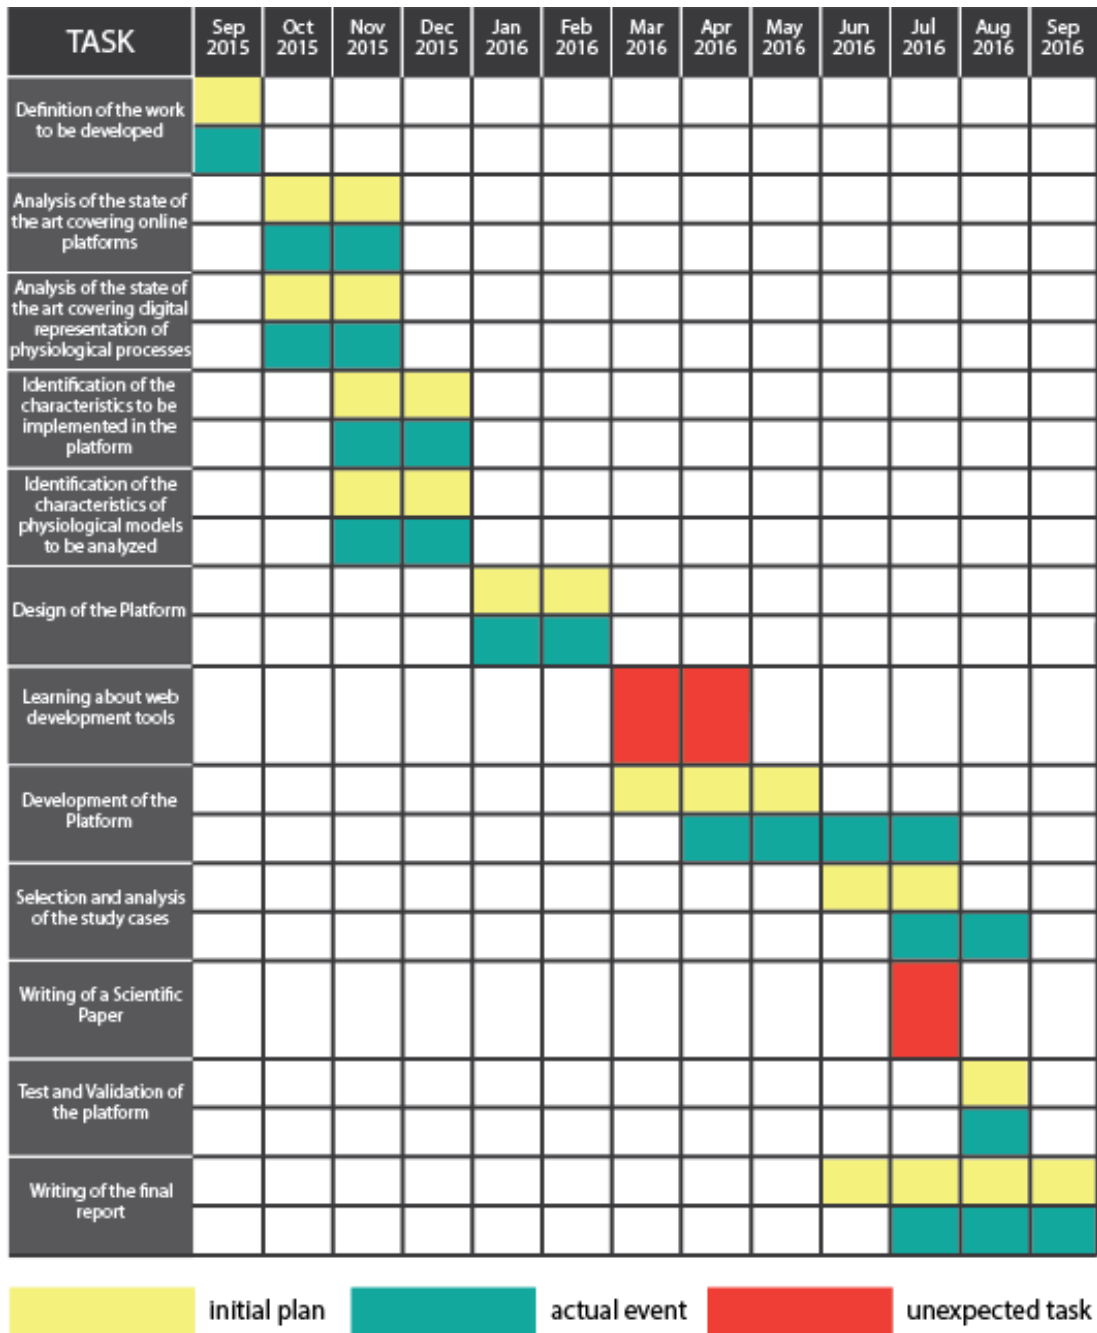 TASK
Sep
2015
Oct
2015
Nov
2015
Dec
2015
Jan
2016
Feb
2016
Mar
2016
Apr
2016
May
2016
Jun
2016
Jul
2016
Aug
2016
Sep
2016
Definition of the work
to be developed
Analysis of the state of
the art covering online
platforms
Analysis of the state of
the art covering digital
representation of
physiological processes
Identification of the
characteristics to be
implemented in the
platform
Identification of the
characteristics of
physiological models
to be analyzed
Design of the Platform
Learning about web
development tools
Development of the
Platform
Selection and analysis
of the study cases
Writing of a Scientific
Paper
Test and Validation of
the platform
Writing of the final
report
initial plan
actual event
unexpected task